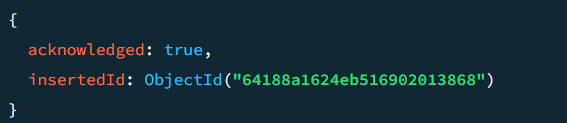 {
acknowledged: true,
insertedId: ObjectId("64188a1624eb516902013868")
}